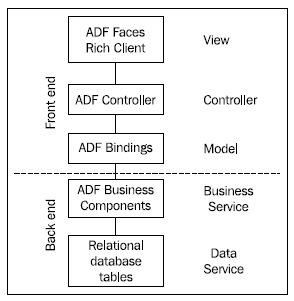 Front end
ADF Faces
Rich Client
View
ADF Controller
Controller
ADF Bindings
Model
Back end
ADF Business
Components
Business
Service
Relational
database
tables
Data
Service